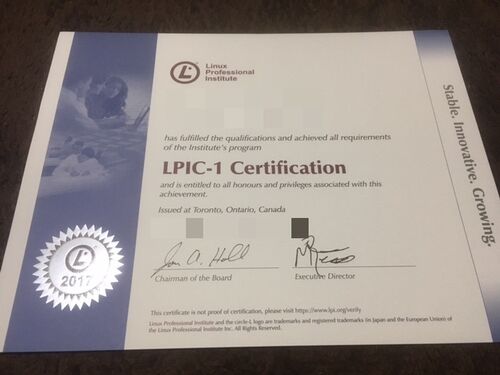 Linux
Professional
Institute
has fulfilled the qualifications and achieved all requirements
of the Institute's program
LPIC-1 Certification
and is entitled to all honours and privileges associated with this
achievement.
Issued at Toronto, Ontario, Canada
Jon A. Hall
Chairman of the Board
Executive Director
This certificate is not proof of certification, please visit https://www.lpi.org/verify
Linux Professional Institute and the circle-L logo are trademarks and registered trademarks (in Japan and the European Union) of
the Linux Professional Institute Inc. All Rights Reserved.
Stable. Innovative. Growing.
L
2017